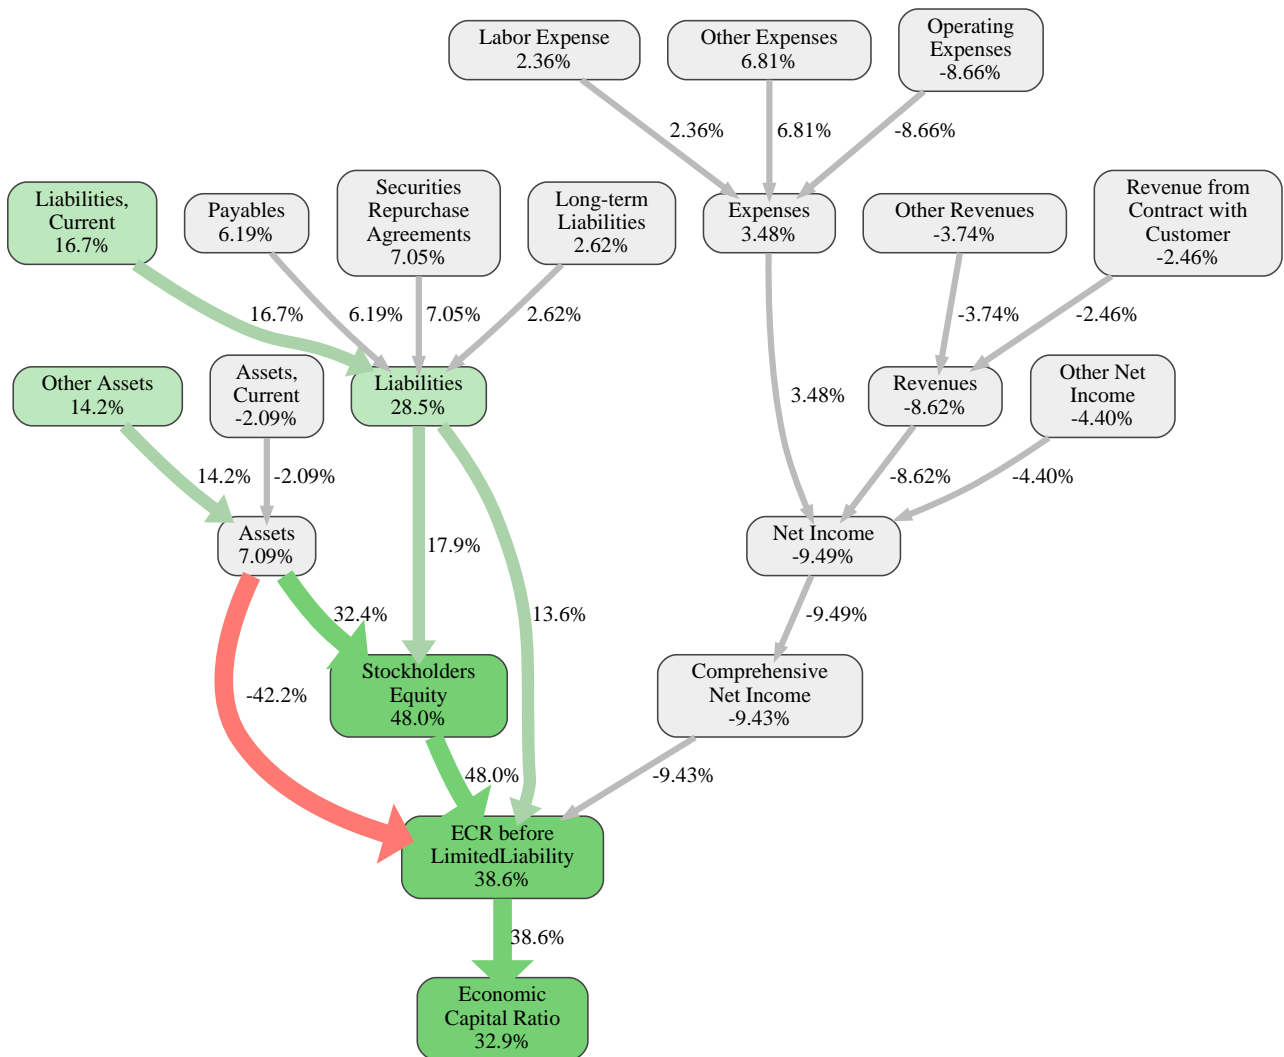 Labor Expense
2.36%
Other Expenses
6.81%
Operating
Expenses
-8.66%
2.36%
6.81%
-8.66%
Liabilities,
Current
16.7%
Payables
6.19%
Securities
Repurchase
Agreements
7.05%
Long-term
Liabilities
2.62%
Expenses
3.48%
Other Revenues
-3.74%
Revenue from
Contract with
Customer
-2.46%
16.7%
6.19%
7.05%
2.62%
-3.74%
-2.46%
Other Assets
14.2%
Assets,
Current
-2.09%
Liabilities
28.5%
3.48%
Revenues
-8.62%
Other Net
Income
-4.40%
14.2%
-2.09%
-8.62%
-4.40%
Assets
7.09%
17.9%
Net Income
-9.49%
32.4%
13.6%
-9.49%
-42.2%
Stockholders
Equity
48.0%
Comprehensive
Net Income
-9.43%
48.0%
-9.43%
ECR before
LimitedLiability
38.6%
38.6%
Economic
Capital Ratio
32.9%